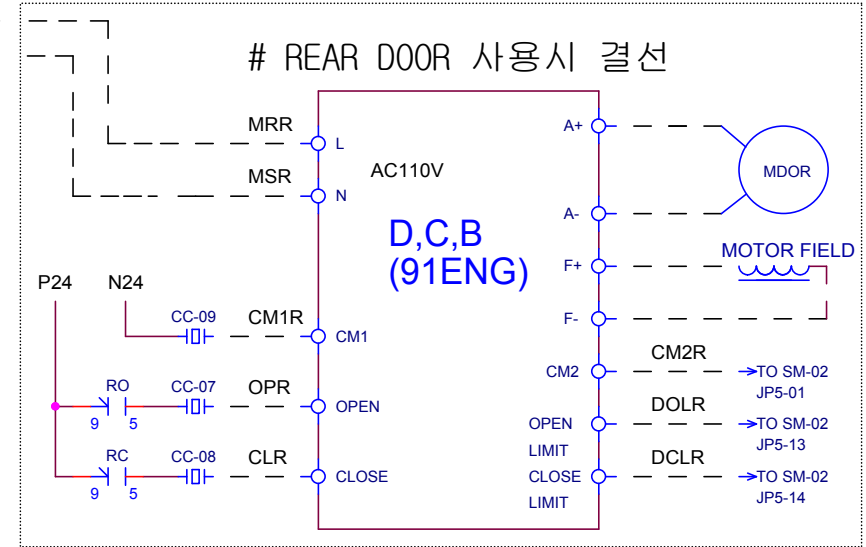 # REAR DOOR 사용시 결선
MRR
L
A+
MSR
N
AC110V
MDOR
A-
D,C,B
(91ENG)
MOTOR FIELD
F+
P24
N24
CC-09
CM1R
CM1
F-
CM2
CM2R
TO SM-02
JP5-01
RO
9
5
CC-07
OPR
OPEN
OPEN
LIMIT
DOLR
TO SM-02
JP5-13
RC
9
5
CC-08
CLR
CLOSE
CLOSE
LIMIT
DCLR
TO SM-02
JP5-14